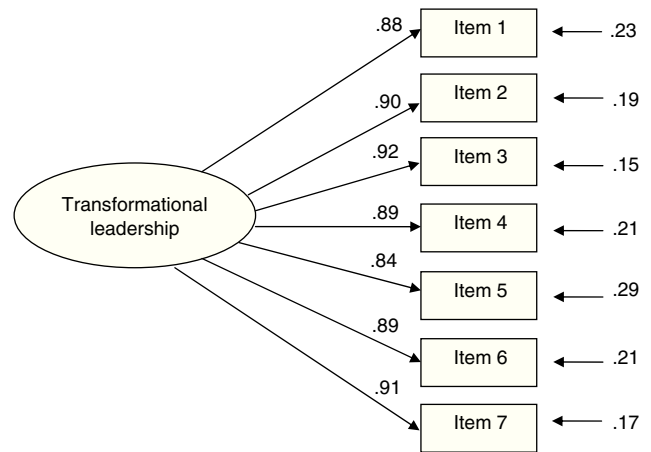 .88
Item 1
.23
.90
Item 2
.19
.92
Item 3
.15
Transformational
leadership
.89
Item 4
.21
.84
Item 5
.29
.89
Item 6
.21
.91
Item 7
.17